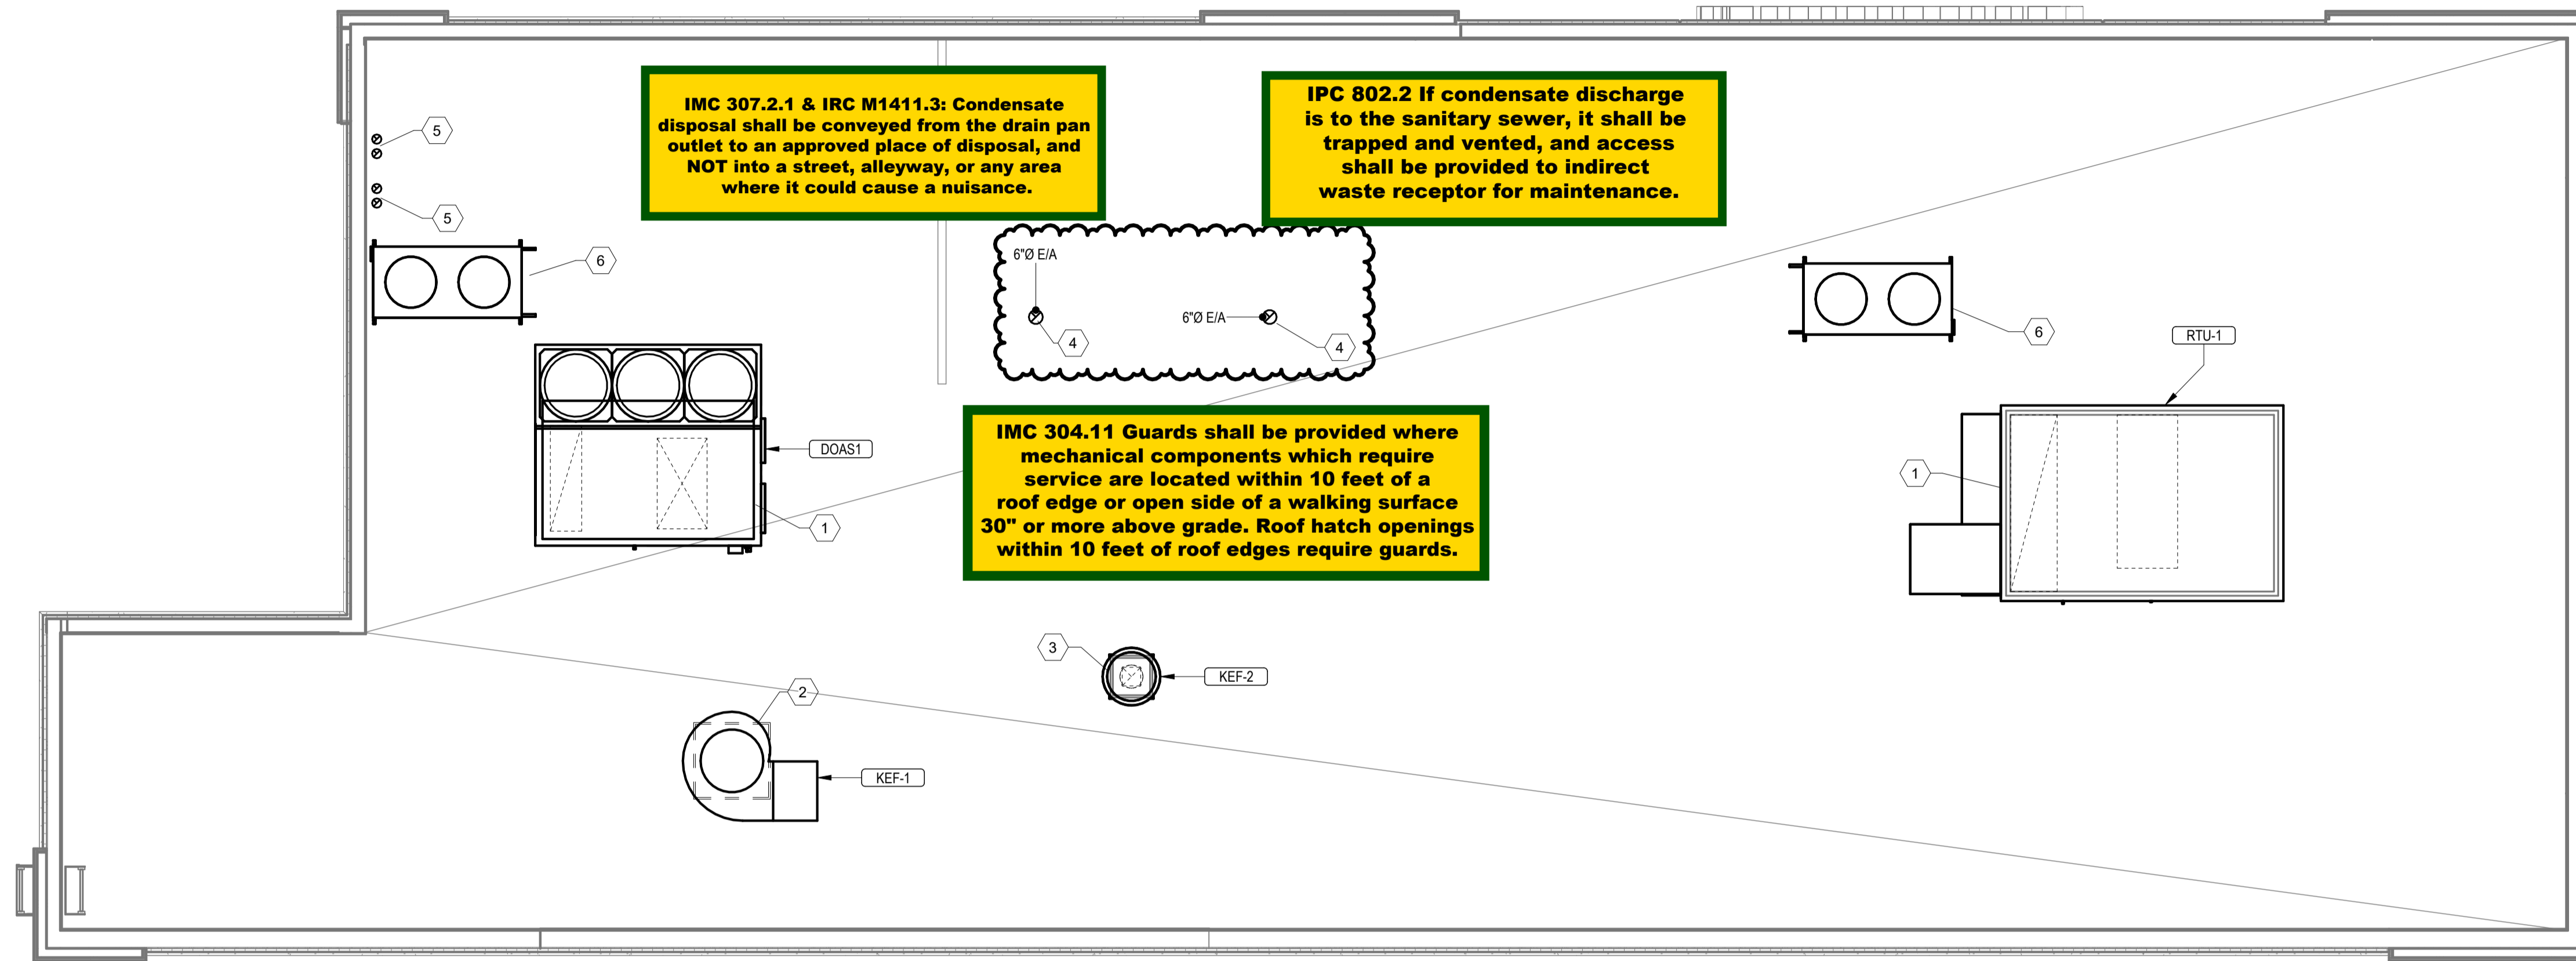 IMC 307.2.1 & IRC M1411.3: Condensate
disposal shall be conveyed from the drain pan
outlet to an approved place of disposal, and
NOT into a street, alleyway, or any area
where it could cause a nuisance.
IPC 802.2 If condensate discharge
is to the sanitary sewer, it shall be
trapped and vented, and access
shall be provided to indirect
waste receptor for maintenance.
5
5
6
6"Ø E/A
4
6"Ø E/A
4
6
RTU-1
DOAS1
1
IMC 304.11 Guards shall be provided where
mechanical components which require
service are located within 10 feet of a
roof edge or open side of a walking surface
30" or more above grade. Roof hatch openings
within 10 feet of roof edges require guards.
1
3
KEF-2
2
KEF-1